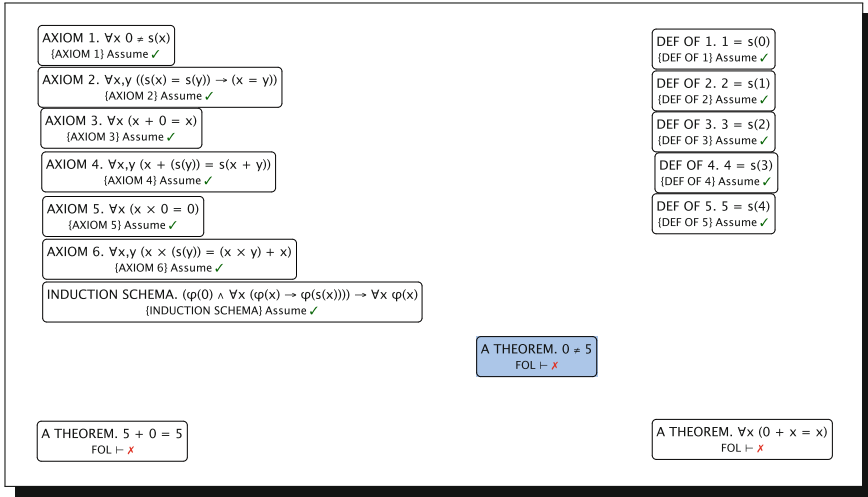 AXIOM 1. ∀x 0 ≠ s(x)
{AXIOM 1} Assume ✓
AXIOM 2. ∀x,y ((s(x) = s(y)) → (x = y))
{AXIOM 2} Assume ✓
AXIOM 3. ∀x (x + 0 = x)
{AXIOM 3} Assume ✓
AXIOM 4. ∀x,y (x + (s(y)) = s(x + y))
{AXIOM 4} Assume ✓
AXIOM 5. ∀x (x × 0 = 0)
{AXIOM 5} Assume ✓
AXIOM 6. ∀x,y (x × (s(y)) = (x × y) + x)
{AXIOM 6} Assume ✓
INDUCTION SCHEMA. (φ(0) ∧ ∀x (φ(x) → φ(s(x)))) → ∀x φ(x)
{INDUCTION SCHEMA} Assume ✓
DEF OF 1. 1 = s(0)
{DEF OF 1} Assume ✓
DEF OF 2. 2 = s(1)
{DEF OF 2} Assume ✓
DEF OF 3. 3 = s(2)
{DEF OF 3} Assume ✓
DEF OF 4. 4 = s(3)
{DEF OF 4} Assume ✓
DEF OF 5. 5 = s(4)
{DEF OF 5} Assume ✓
A THEOREM. 0 ≠ 5
FOL ⊢ ✗
A THEOREM. 5 + 0 = 5
FOL ⊢ ✗
A THEOREM. ∀x (0 + x = x)
FOL ⊢ ✗